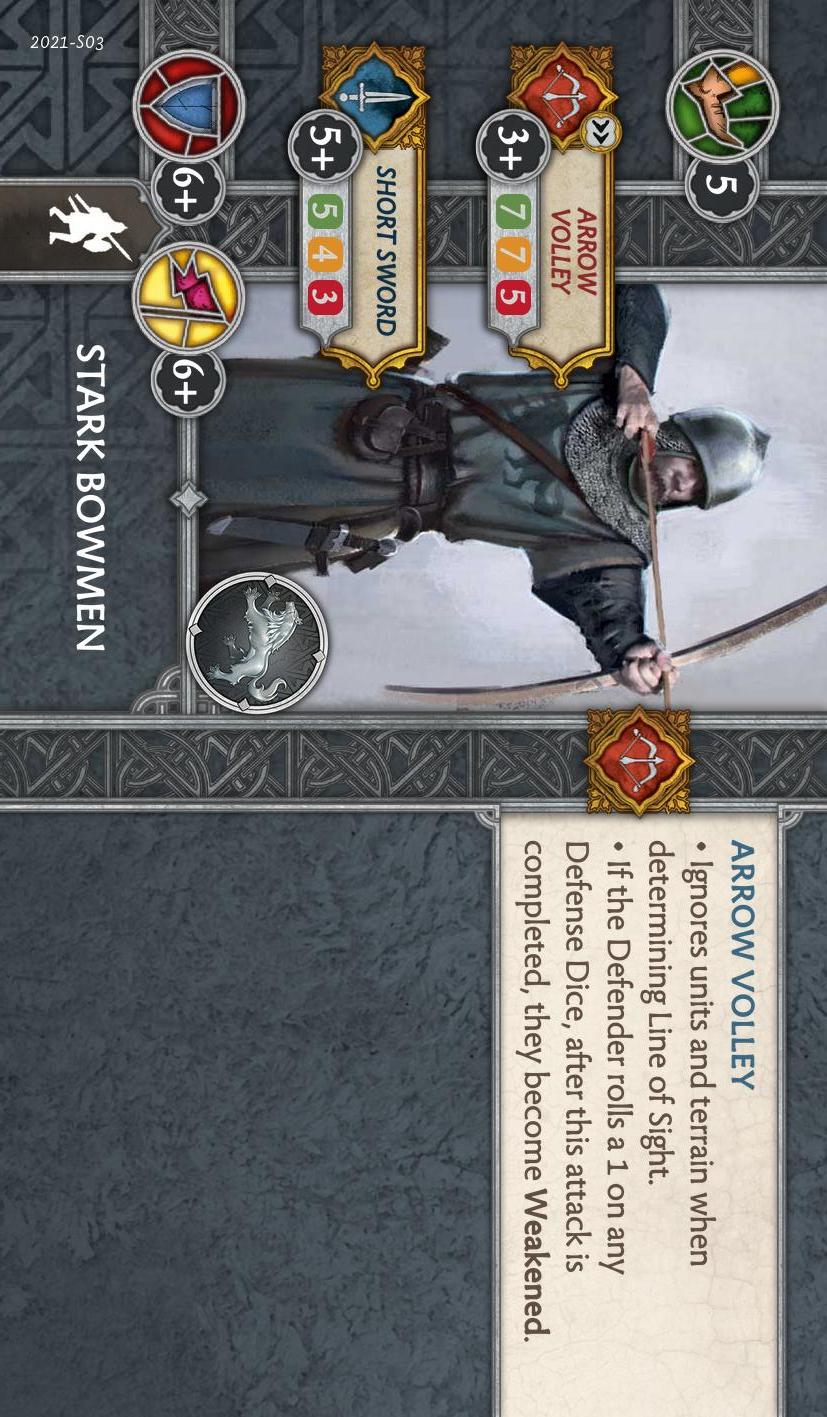 5
ARROW
VOLLEY
3+
7 7 5
SHORT SWORD
5+
5 4 3
6+
6+
STARK BOWMEN
2021-S03
ARROW VOLLEY
• Ignores units and terrain when
determining Line of Sight.
• If the Defender rolls a 1 on any
Defense Dice, after this attack is
completed, they become Weakened.